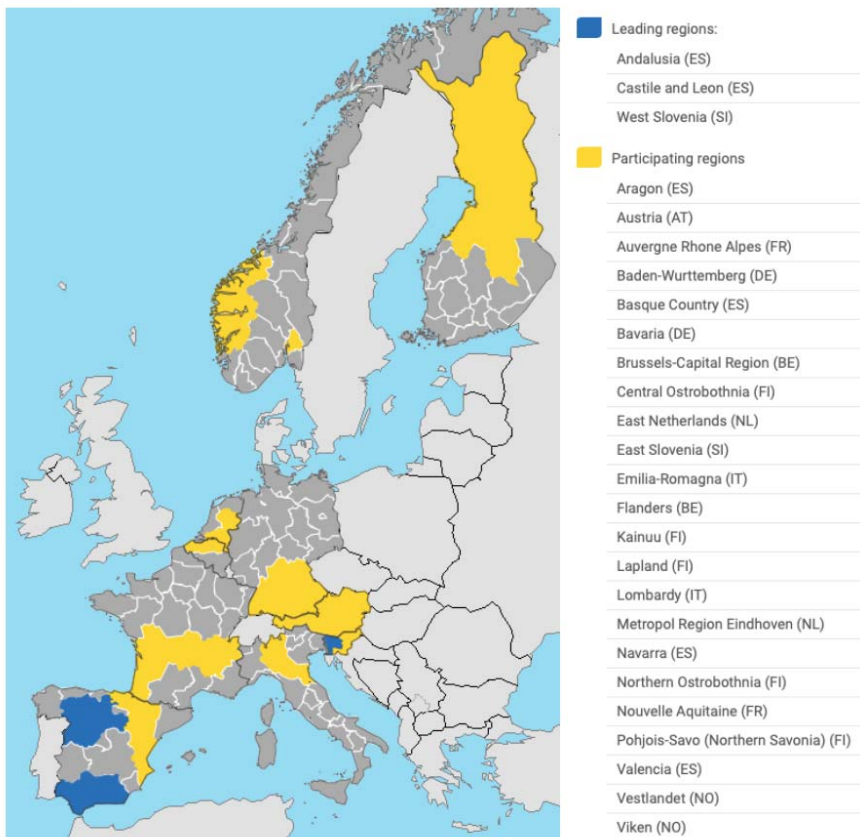 Leading regions:
Andalusia (ES)
Castile and Leon (ES)
West Slovenia (SI)
Participating regions
Aragon (ES)
Austria (AT)
Auvergne Rhone Alpes (FR)
Baden-Wurttemberg (DE)
Basque Country (ES)
Bavaria (DE)
Brussels-Capital Region (BE)
Central Ostrobothnia (FI)
East Netherlands (NL)
East Slovenia (SI)
Emilia-Romagna (IT)
Flanders (BE)
Kainuu (FI)
Lapland (FI)
Lombardy (IT)
Metropol Region Eindhoven (NL)
Navarra (ES)
Northern Ostrobothnia (FI)
Nouvelle Aquitaine (FR)
Pohjois-Savo (Northern Savonia) (FI)
Valencia (ES)
Vestlandet (NO)
Viken (NO)